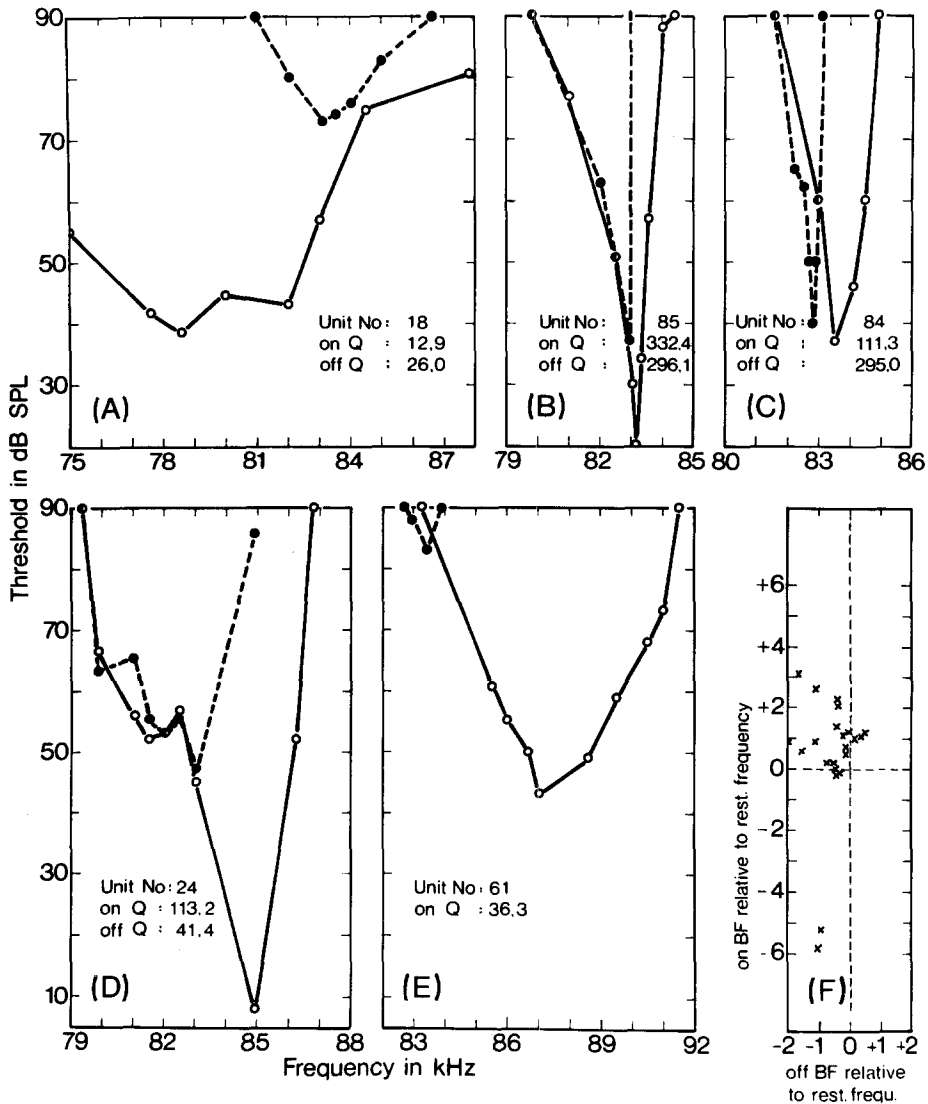 Threshold in dB SPL
90
70
50
30
Unit No: 18
on Q : 12,9
off Q : 26,0
(A)
75 78 81 84 87
Unit No: 85
on Q : 332,4
off Q : 296,1
(B)
79 82 85
Unit No: 84
on Q : 111,3
off Q : 295,0
(C)
80 83 86
90
70
50
30
10
Unit No: 24
on Q : 113,2
off Q : 41,4
(D)
79 82 85 88
Unit No: 61
on Q : 36,3
(E)
83 86 89 92
Frequency in kHz
on BF relative to rest. frequency
+6
+4
+2
0
-2
-4
-6
(F)
-2 0 +1 +2
off BF relative
to rest. frequ.